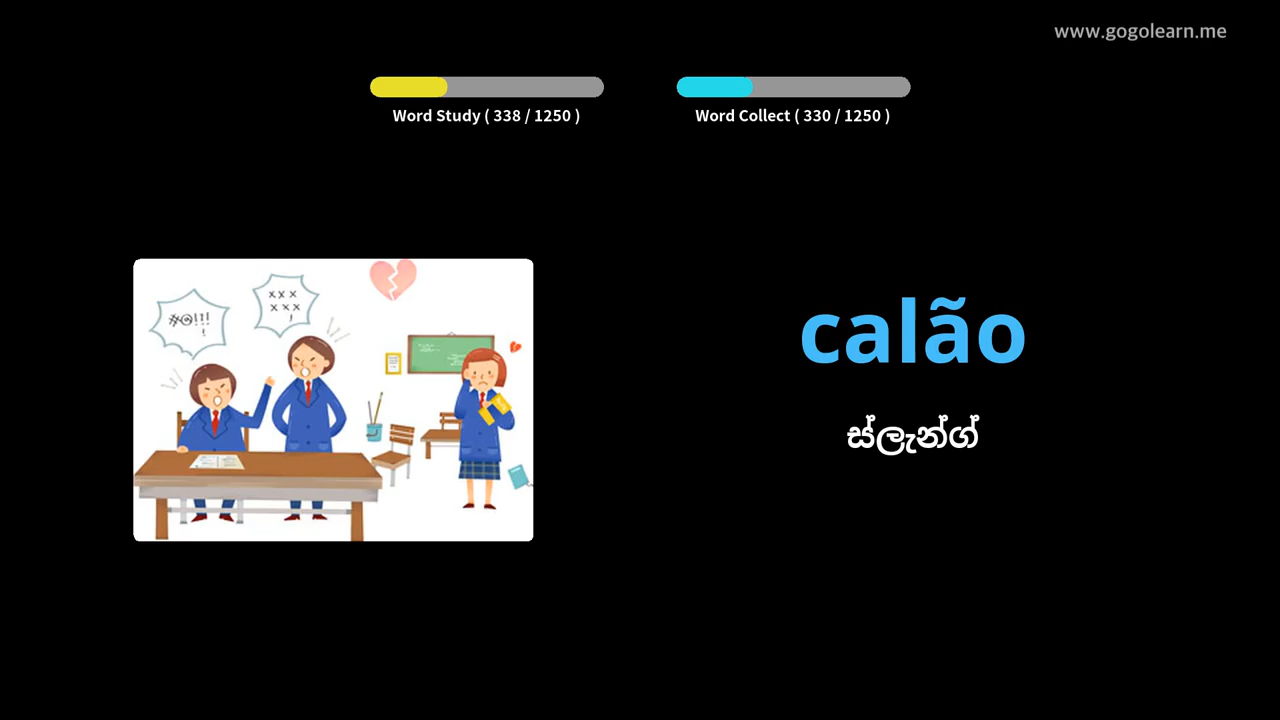 www.gogolearn.me
Word Study ( 338 / 1250 )
Word Collect ( 330 / 1250 )
#@!!!
!
x x x
x x x
!
calão
ස්ලැන්ග්